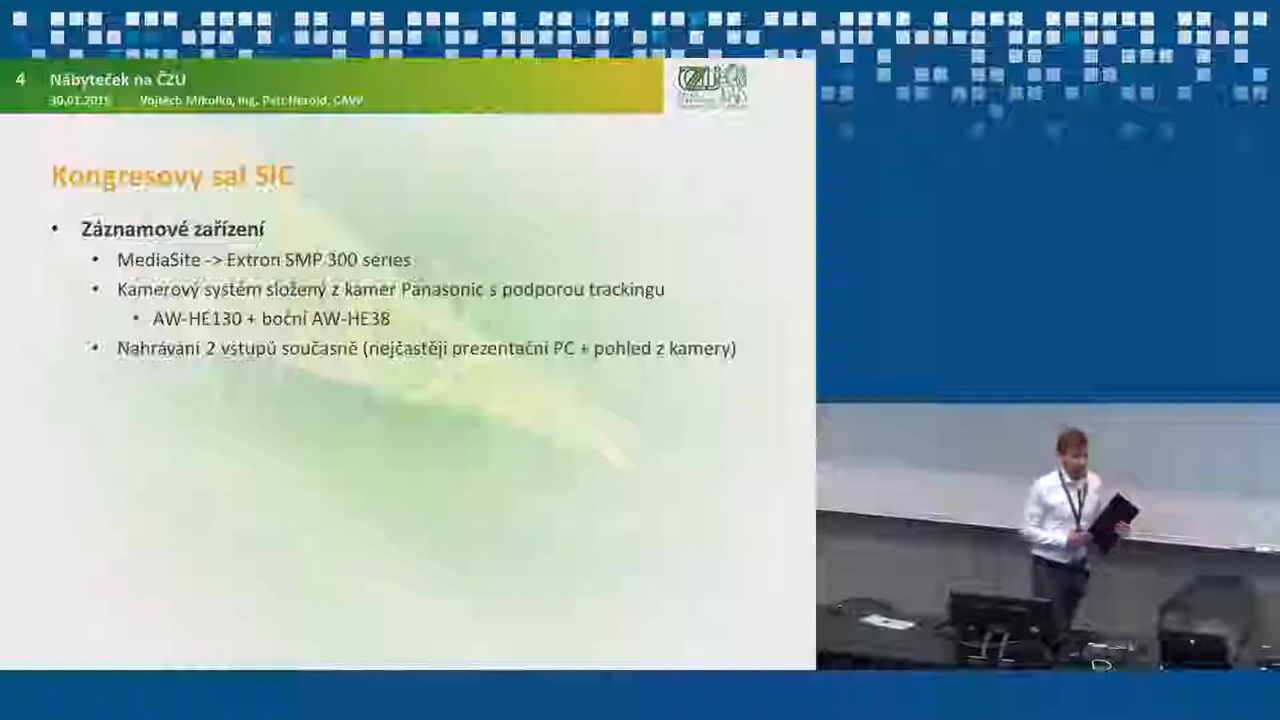 4 Nábyteček na ČZU
30.01.2019 Vojtěch Mikolka, Ing. Petr Herold, CAVV
Kongresový sál SIC
• Záznamové zařízení
• MediaSite -> Extron SMP 300 series
• Kamerový systém složený z kamer Panasonic s podporou trackingu
• AW-HE130 + boční AW-HE38
• Nahrávání 2 vstupů současně (nejčastěji prezentační PC + pohled z kamery)